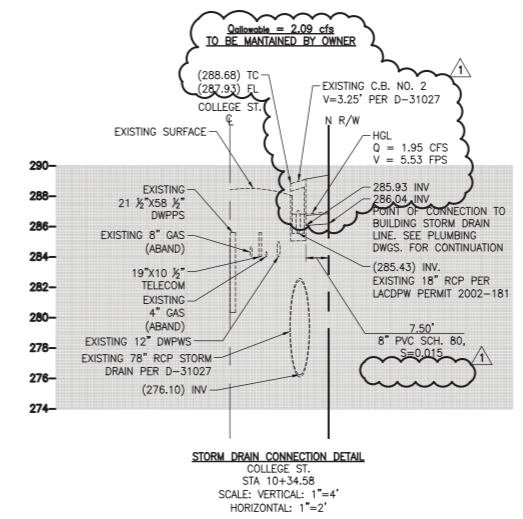 Qallowable = 2.09 cfs
TO BE MANTAINED BY OWNER
1
(288.68) TC
(287.93) FL
COLLEGE ST.
℄
EXISTING C.B. NO. 2
V=3.25' PER D-31027
N R/W
EXISTING SURFACE
HGL
Q = 1.95 CFS
V = 5.53 FPS
290
288
286
284
282
280
278
276
274
EXISTING
21 ½"X58 ½"
DWPPS
EXISTING 8" GAS
(ABAND)
19"X10 ½"
TELECOM
EXISTING
4" GAS
(ABAND)
EXISTING 12" DWPWS
EXISTING 78" RCP STORM
DRAIN PER D-31027
(276.10) INV
285.93 INV
286.04 INV
POINT OF CONNECTION TO
BUILDING STORM DRAIN
LINE. SEE PLUMBING
DWGS. FOR CONTINUATION
(285.43) INV.
EXISTING 18" RCP PER
LACDPW PERMIT 2002-181
7.50'
8" PVC SCH. 80,
S=0.015
1
STORM DRAIN CONNECTION DETAIL
COLLEGE ST.
STA 10+34.58
SCALE: VERTICAL: 1"=4'
HORIZONTAL: 1"=2'